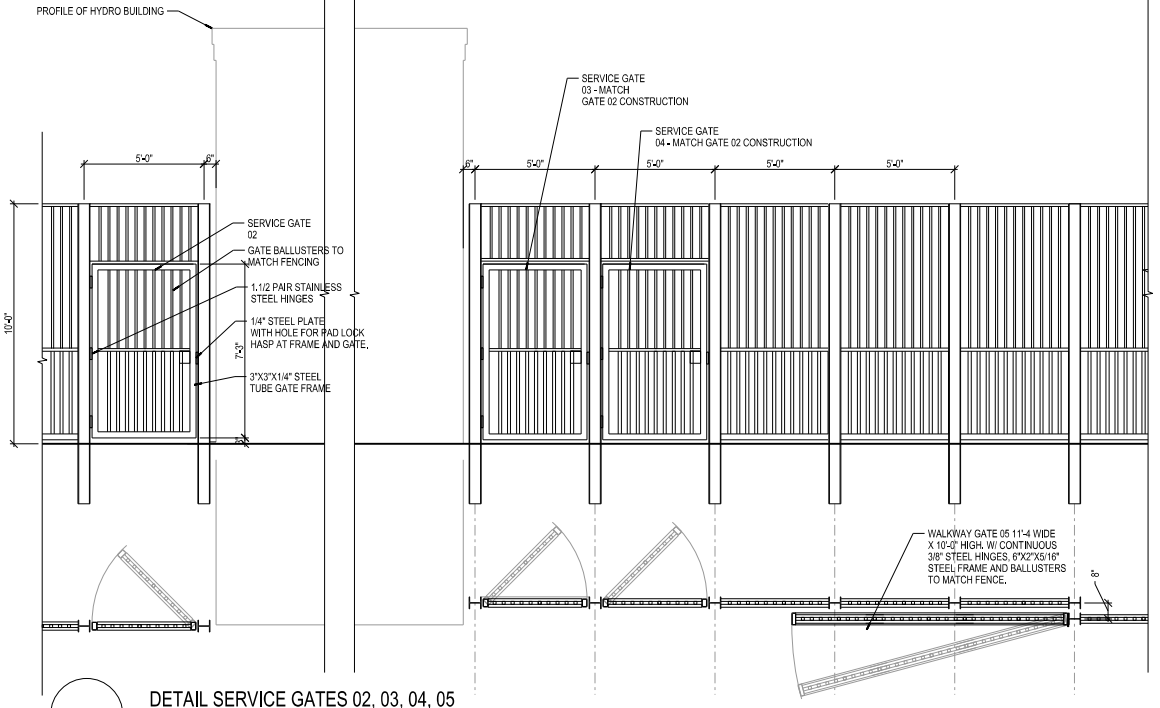 PROFILE OF HYDRO BUILDING
SERVICE GATE
03 - MATCH
GATE 02 CONSTRUCTION
SERVICE GATE
04 - MATCH GATE 02 CONSTRUCTION
5'-0"
6"
6"
5'-0"
5'-0"
5'-0"
5'-0"
SERVICE GATE
02
GATE BALLUSTERS TO
MATCH FENCING
1.1/2 PAIR STAINLESS
STEEL HINGES
1/4" STEEL PLATE
WITH HOLE FOR PAD LOCK
HASP AT FRAME AND GATE.
3"X3"X1/4" STEEL
TUBE GATE FRAME
10'-0"
7'-3"
3"
WALKWAY GATE 05 11'-4 WIDE
X 10'-0" HIGH. W/ CONTINUOUS
3/8" STEEL HINGES, 6"X2"X5/16"
STEEL FRAME AND BALLUSTERS
TO MATCH FENCE.
8"
DETAIL SERVICE GATES 02, 03, 04, 05